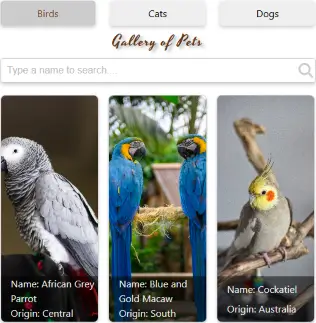 Birds
Cats
Dogs
Gallery of Pets
Type a name to search. . .
Name: African Grey
Parrot
Origin: Central
Name: Blue and
Gold Macaw
Origin: South
Name: Cockatiel
Origin: Australia